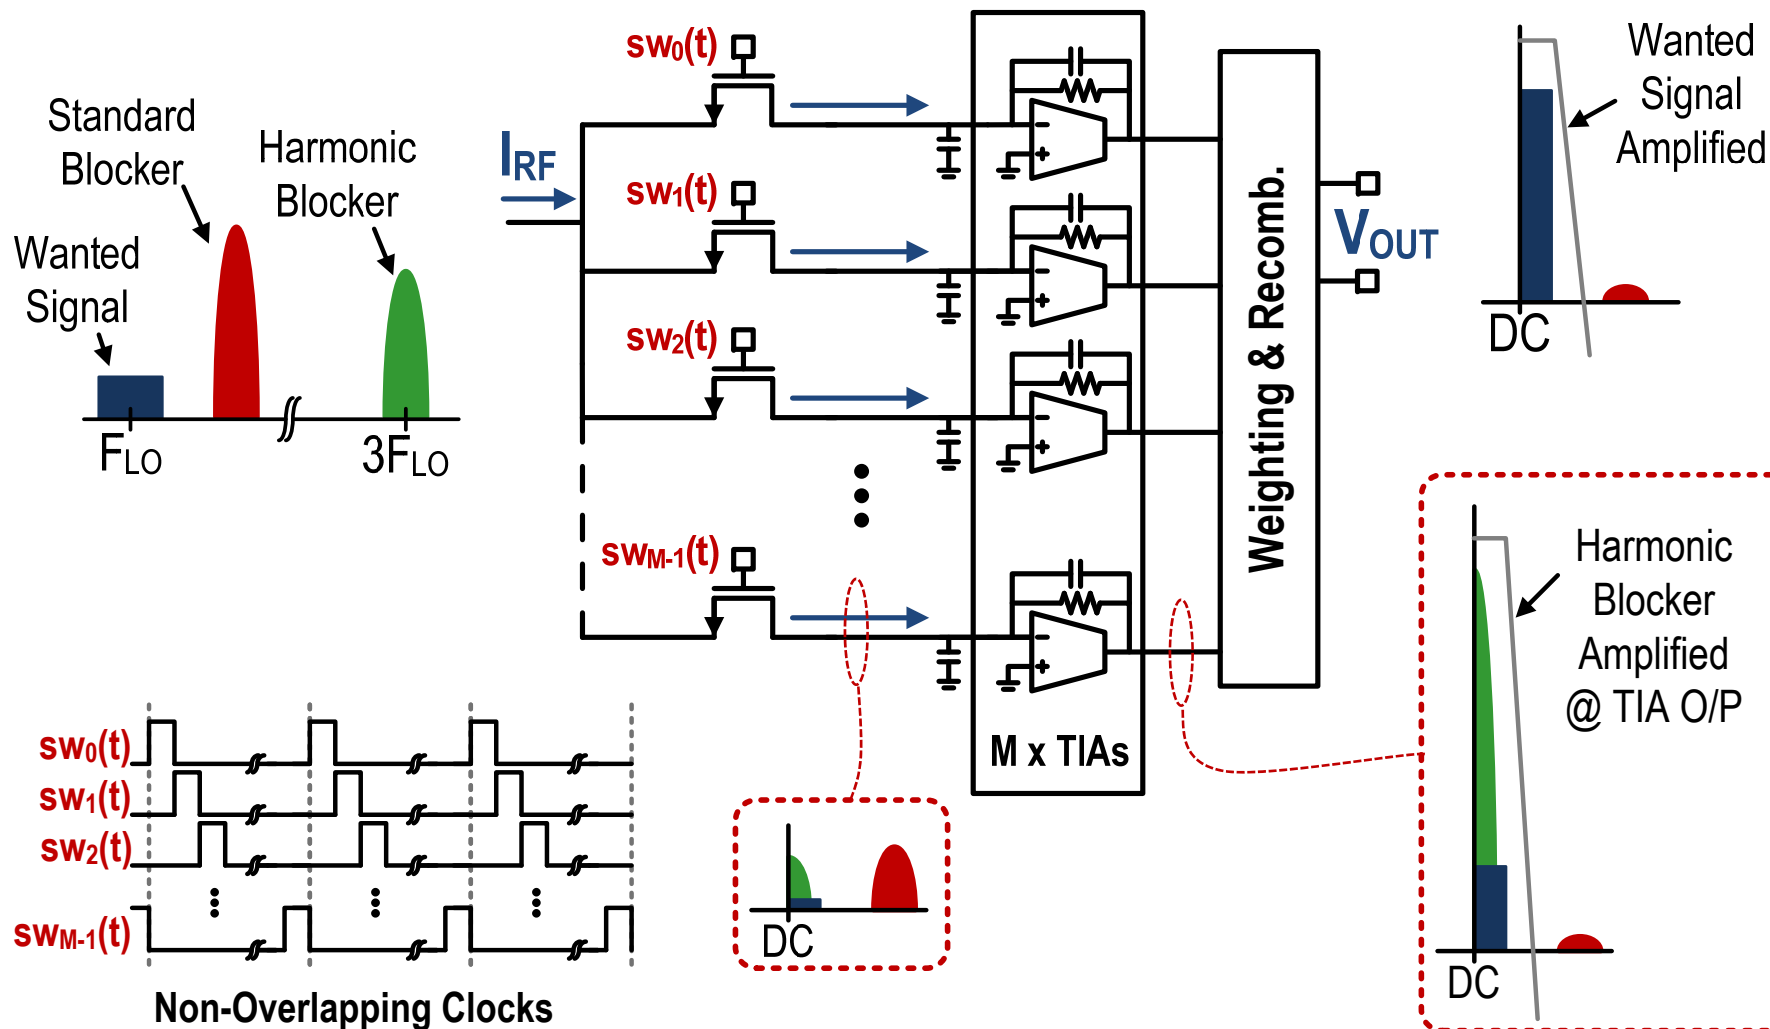 Standard
Blocker
Harmonic
Blocker
Wanted
Signal
FLO
3FLO
IRF
sw0(t)
sw1(t)
sw2(t)
swM-1(t)
M x TIAs
Weighting & Recomb.
VOUT
Wanted
Signal
Amplified
DC
Harmonic
Blocker
Amplified
@ TIA O/P
DC
DC
sw0(t)
sw1(t)
sw2(t)
swM-1(t)
Non-Overlapping Clocks